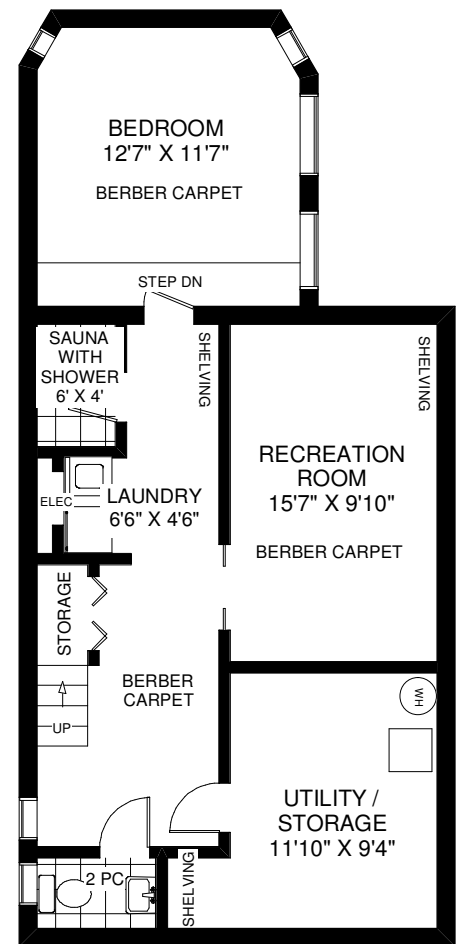 BEDROOM
12'7" X 11'7"
BERBER CARPET
STEP DN
SAUNA
WITH
SHOWER
6' X 4'
SHELVING
SHELVING
RECREATION
ROOM
15'7" X 9'10"
BERBER CARPET
ELEC
LAUNDRY
6'6" X 4'6"
STORAGE
BERBER
CARPET
UP
WH
UTILITY /
STORAGE
11'10" X 9'4"
2 PC
SHELVING